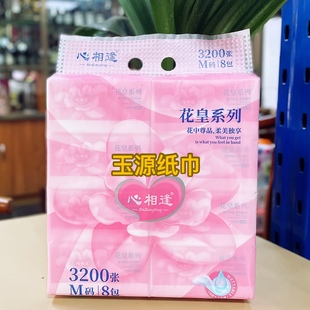 心相逢
3200张
M码 8包
花皇系列
花中尊品,柔美独享
What you get
is what you feel in hand
玉源纸巾
心相逢
3200张
M码 8包